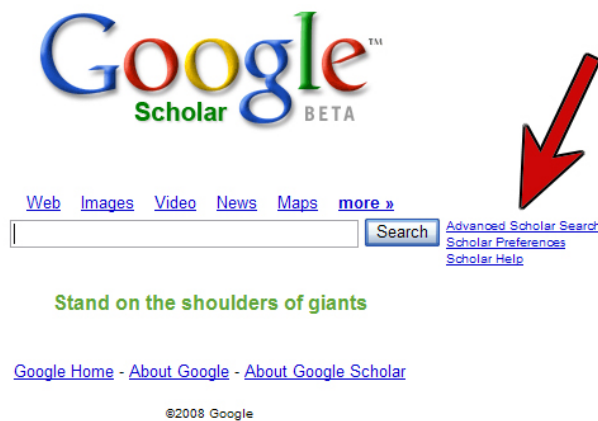 Google™
Scholar BETA
Web Images Video News Maps more »
Search
Advanced Scholar Search
Scholar Preferences
Scholar Help
Stand on the shoulders of giants
Google Home - About Google - About Google Scholar
©2008 Google